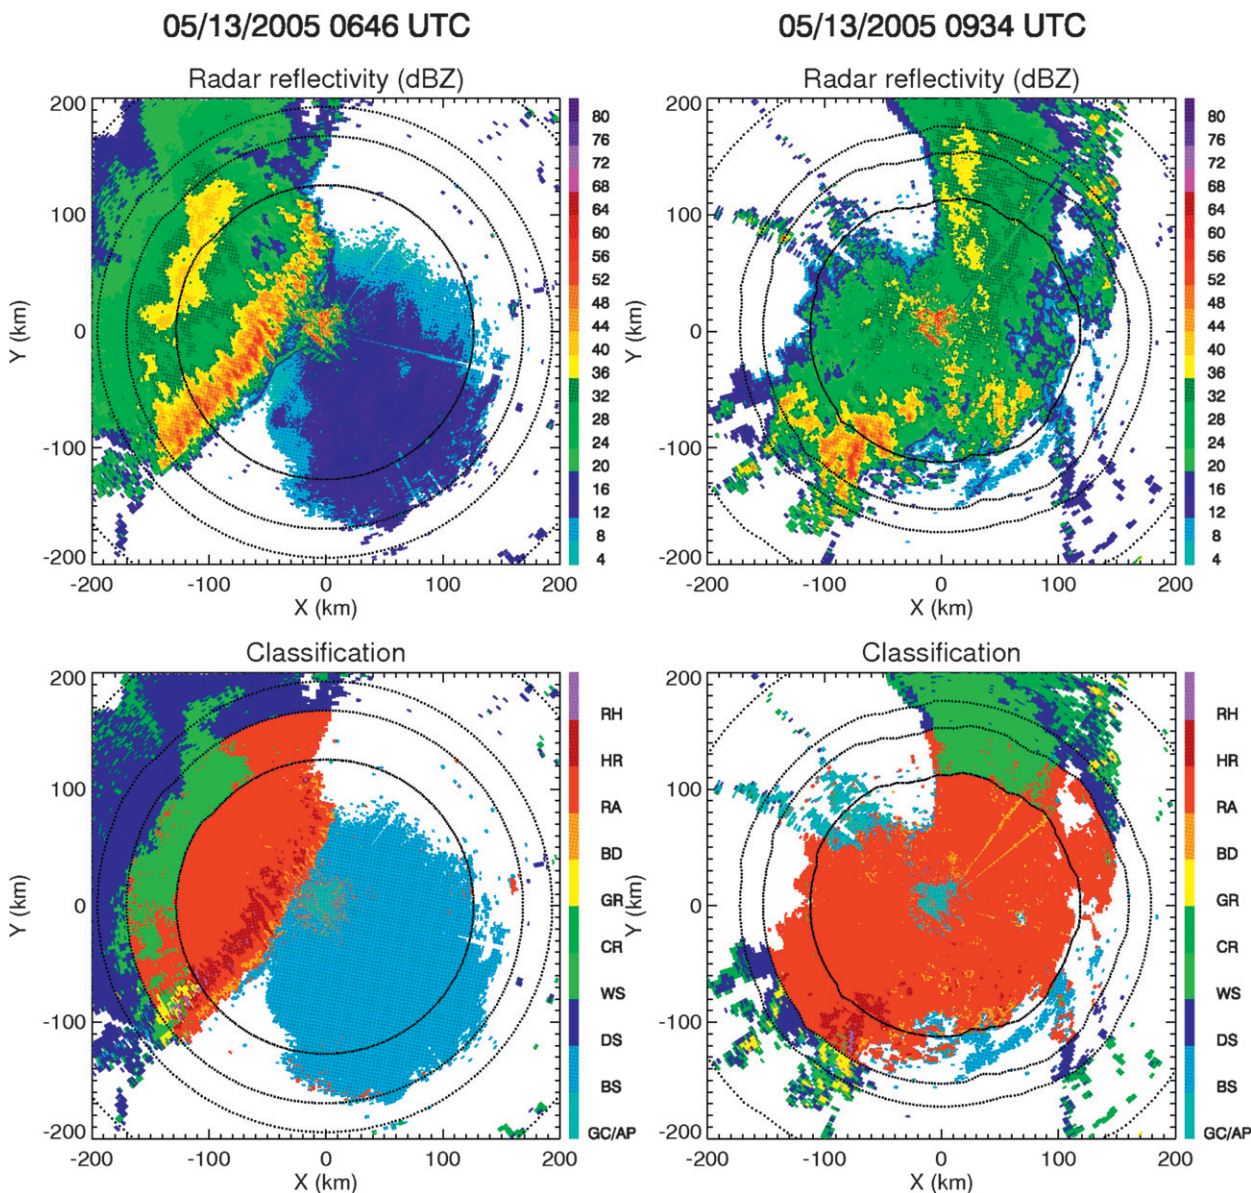 05/13/2005 0646 UTC
05/13/2005 0934 UTC
Radar reflectivity (dBZ)
Radar reflectivity (dBZ)
200
100
0
-100
-200
Y (km)
-200 -100 0 100 200
X (km)
80
76
72
68
64
60
56
52
48
44
40
36
32
28
24
20
16
12
8
4
200
100
0
-100
-200
Y (km)
-200 -100 0 100 200
X (km)
80
76
72
68
64
60
56
52
48
44
40
36
32
28
24
20
16
12
8
4
Classification
Classification
200
100
0
-100
-200
Y (km)
-200 -100 0 100 200
X (km)
RH
HR
RA
BD
GR
CR
WS
DS
BS
GC/AP
200
100
0
-100
-200
Y (km)
-200 -100 0 100 200
X (km)
RH
HR
RA
BD
GR
CR
WS
DS
BS
GC/AP